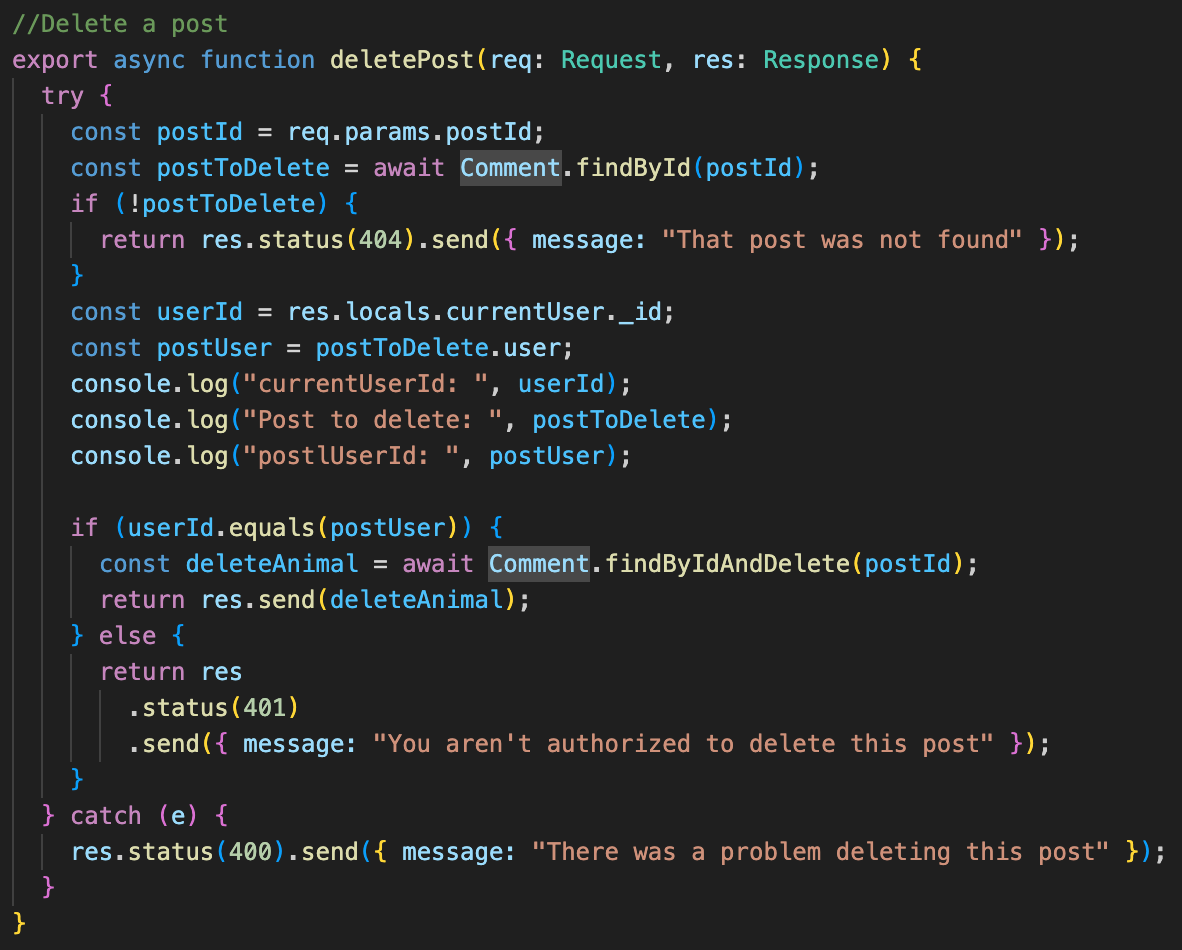 //Delete a post
export async function deletePost(req: Request, res: Response) {
  try {
    const postId = req.params.postId;
    const postToDelete = await Comment.findById(postId);
    if (!postToDelete) {
      return res.status(404).send({ message: "That post was not found" });
    }
    const userId = res.locals.currentUser._id;
    const postUser = postToDelete.user;
    console.log("currentUserId: ", userId);
    console.log("Post to delete: ", postToDelete);
    console.log("postlUserId: ", postUser);

    if (userId.equals(postUser)) {
      const deleteAnimal = await Comment.findByIdAndDelete(postId);
      return res.send(deleteAnimal);
    } else {
      return res
        .status(401)
        .send({ message: "You aren't authorized to delete this post" });
    }
  } catch (e) {
    res.status(400).send({ message: "There was a problem deleting this post" });
  }
}